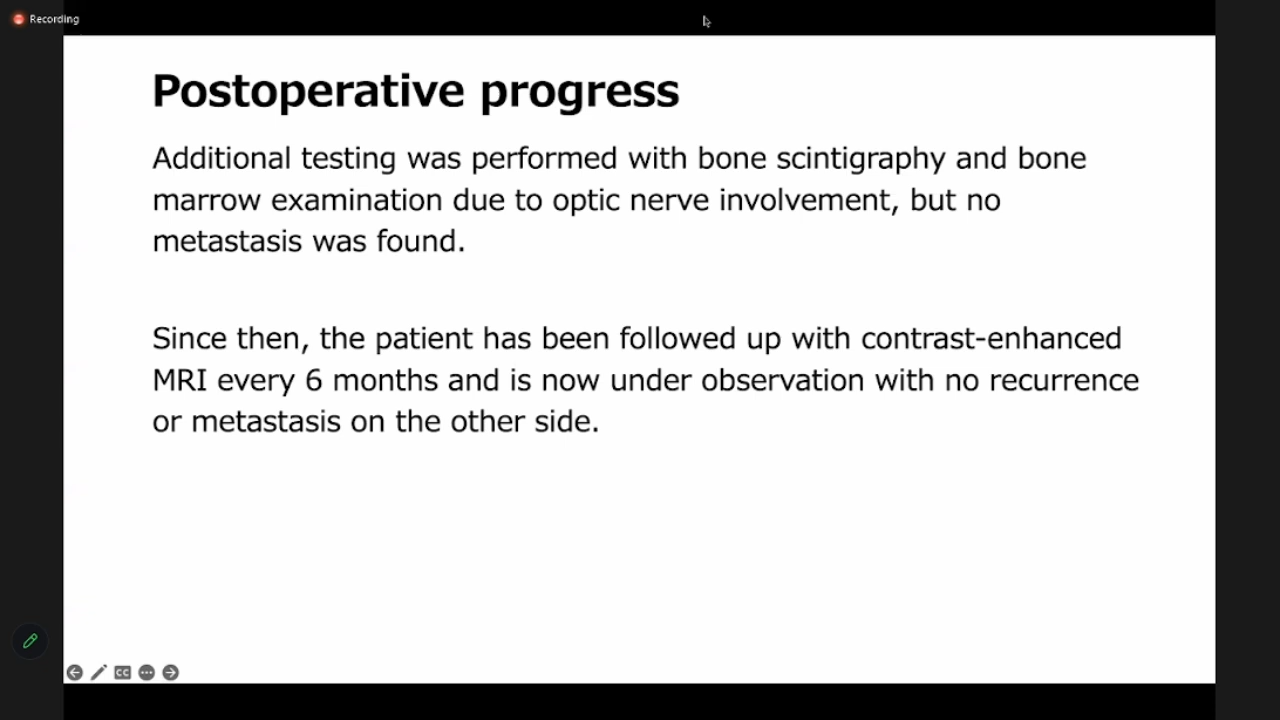 Recording
Postoperative progress
Additional testing was performed with bone scintigraphy and bone
marrow examination due to optic nerve involvement, but no
metastasis was found.
Since then, the patient has been followed up with contrast-enhanced
MRI every 6 months and is now under observation with no recurrence
or metastasis on the other side.
CC